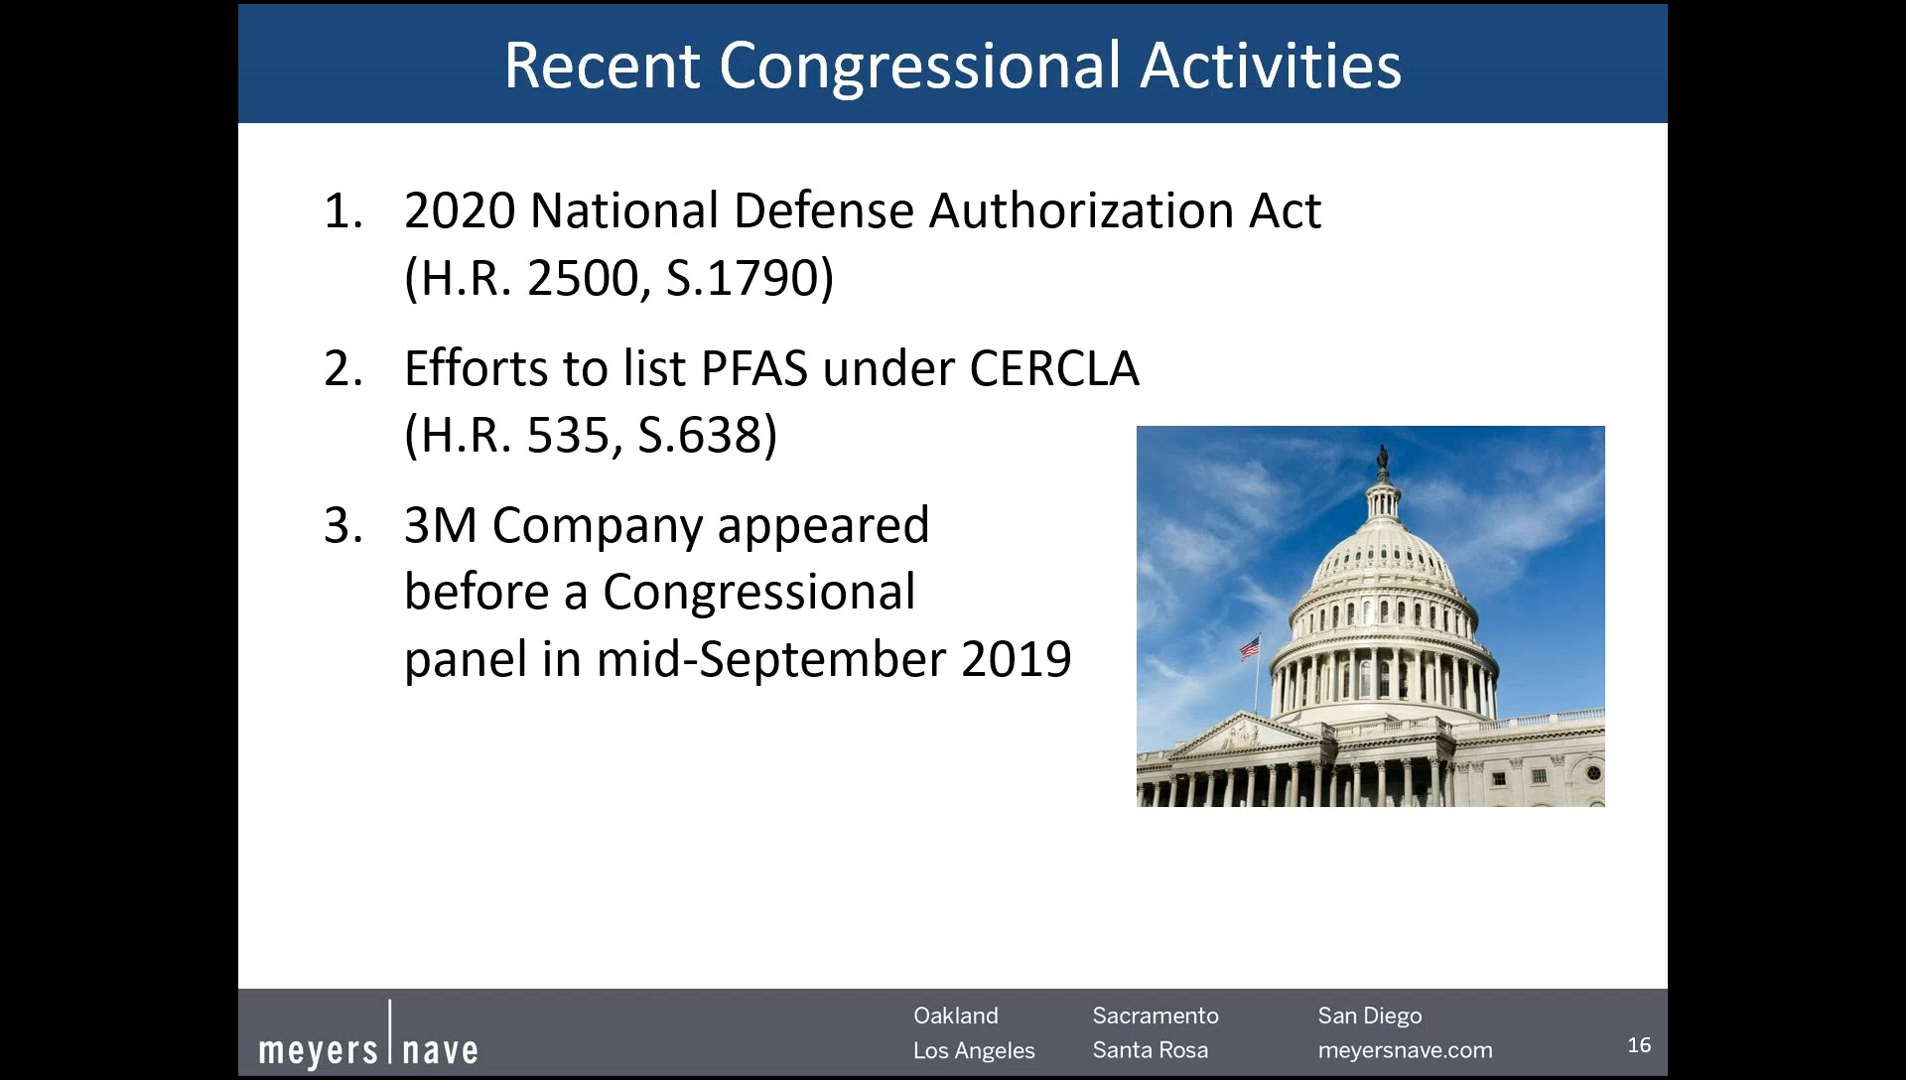 Recent Congressional Activities
1. 2020 National Defense Authorization Act
(H.R. 2500, S.1790)
2. Efforts to list PFAS under CERCLA
(H.R. 535, S.638)
3. 3M Company appeared
before a Congressional
panel in mid-September 2019
meyers nave
Oakland
Los Angeles
Sacramento
Santa Rosa
San Diego
meyersnave.com
16